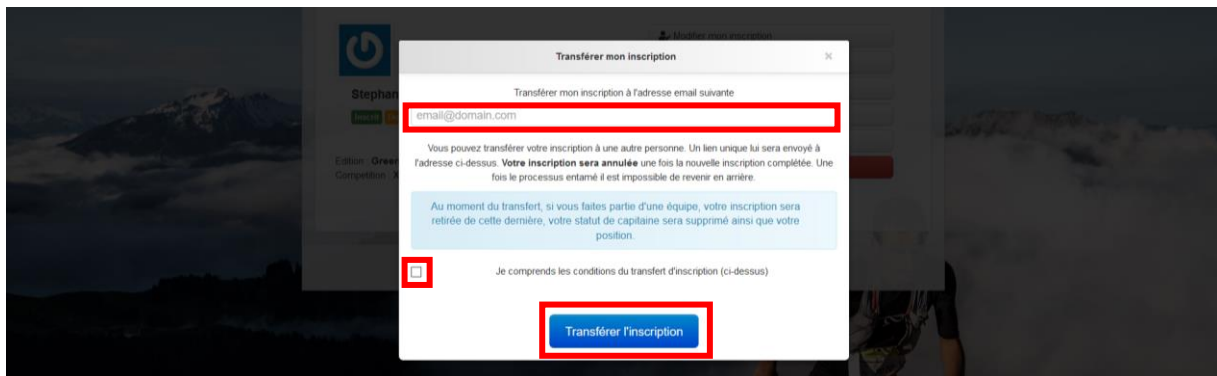 Modifier mon inscription
Transférer mon inscription
×
Stephan
Transférer mon inscription à l'adresse email suivante
Inscrit
email@domain.com
Vous pouvez transférer votre inscription à une autre personne. Un lien unique lui sera envoyé à
l'adresse ci-dessus. Votre inscription sera annulée une fois la nouvelle inscription complétée. Une
fois le processus entamé il est impossible de revenir en arrière.
Edition : Green
Competition : X
Au moment du transfert, si vous faites partie d'une équipe, votre inscription sera
retirée de cette dernière, votre statut de capitaine sera supprimé ainsi que votre
position.
Je comprends les conditions du transfert d'inscription (ci-dessus)
Transférer l'inscription